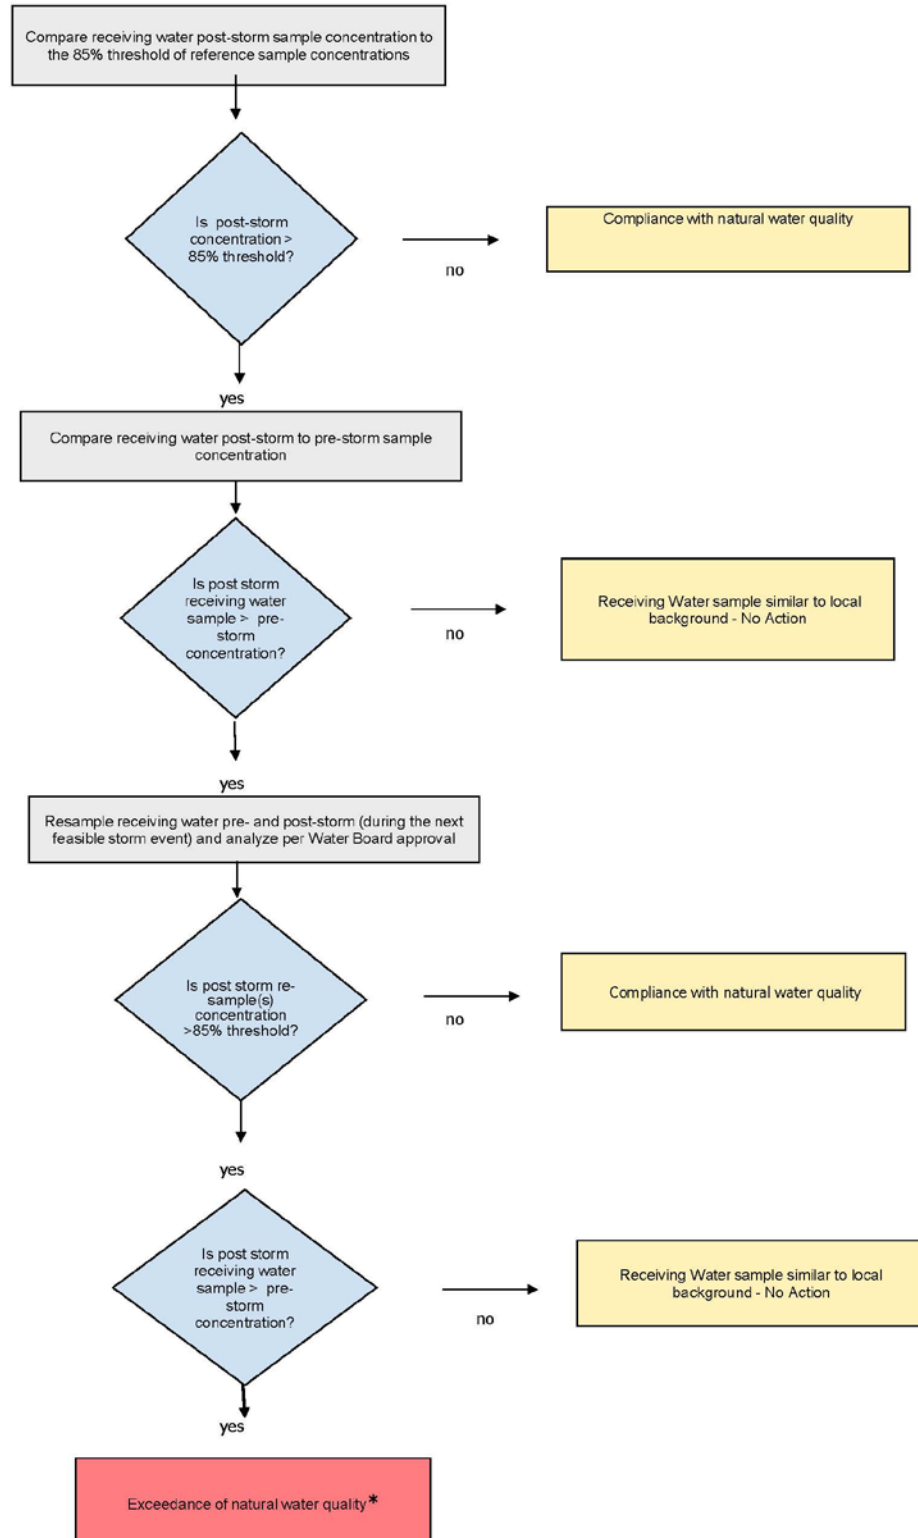 Compare receiving water post-storm sample concentration to
the 85% threshold of reference sample concentrations
Is post-storm
concentration >
85% threshold?
no
Compliance with natural water quality
yes
Compare receiving water post-storm to pre-storm sample
concentration
Is post storm
receiving water
sample > pre-
storm
concentration?
no
Receiving Water sample similar to local
background - No Action
yes
Resample receiving water pre- and post-storm (during the next
feasible storm event) and analyze per Water Board approval
Is post storm re-
sample(s)
concentration
>85% threshold?
no
Compliance with natural water quality
yes
Is post storm
receiving water
sample > pre-
storm
concentration?
no
Receiving Water sample similar to local
background - No Action
yes
Exceedance of natural water quality*